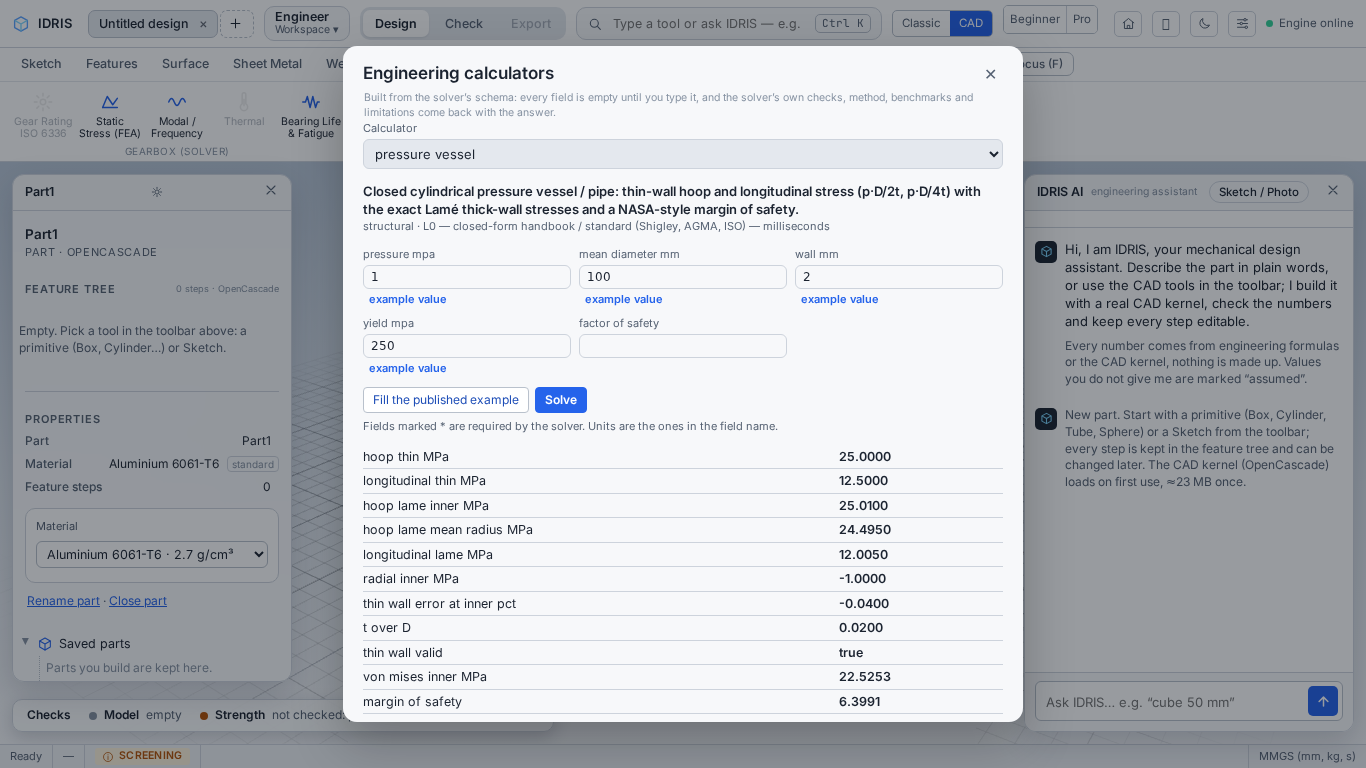 IDRIS
Untitled design ×
+
Engineer
Workspace ▾
Design
Check
Export
Type a tool or ask IDRIS — e.g.
Ctrl K
Classic
CAD
Beginner
Pro
Engine online
Sketch
Features
Surface
Sheet Metal
We
ocus (F)
Gear Rating
ISO 6336
Static
Stress (FEA)
Modal /
Frequency
Thermal
Bearing Life
& Fatigue
GEARBOX (SOLVER)
Part1
Part1
PART · OPENCASCADE
FEATURE TREE
0 steps · OpenCascade
Empty. Pick a tool in the toolbar above: a
primitive (Box, Cylinder...) or Sketch.
PROPERTIES
Part Part1
Material Aluminium 6061-T6 standard
Feature steps 0
Material
Aluminium 6061-T6 · 2.7 g/cm³
Rename part · Close part
Saved parts
Parts you build are kept here.
Checks Model empty Strength not checked:
Ready — SCREENING
MMGS (mm, kg, s)
Engineering calculators
Built from the solver's schema: every field is empty until you type it, and the solver's own checks, method, benchmarks and
limitations come back with the answer.
Calculator
pressure vessel
Closed cylindrical pressure vessel / pipe: thin-wall hoop and longitudinal stress (p·D/2t, p·D/4t) with
the exact Lamé thick-wall stresses and a NASA-style margin of safety.
structural · L0 — closed-form handbook / standard (Shigley, AGMA, ISO) — milliseconds
pressure mpa mean diameter mm wall mm
1 100 2
example value example value example value
yield mpa factor of safety
250
example value
Fill the published example Solve
Fields marked * are required by the solver. Units are the ones in the field name.
hoop thin MPa 25.0000
longitudinal thin MPa 12.5000
hoop lame inner MPa 25.0100
hoop lame mean radius MPa 24.4950
longitudinal lame MPa 12.0050
radial inner MPa -1.0000
thin wall error at inner pct -0.0400
t over D 0.0200
thin wall valid true
von mises inner MPa 22.5253
margin of safety 6.3991
IDRIS AI engineering assistant Sketch / Photo
Hi, I am IDRIS, your mechanical design
assistant. Describe the part in plain words,
or use the CAD tools in the toolbar; I build it
with a real CAD kernel, check the numbers
and keep every step editable.
Every number comes from engineering formulas
or the CAD kernel, nothing is made up. Values
you do not give me are marked “assumed”.
New part. Start with a primitive (Box, Cylinder,
Tube, Sphere) or a Sketch from the toolbar;
every step is kept in the feature tree and can be
changed later. The CAD kernel (OpenCascade)
loads on first use, ≈23 MB once.
Ask IDRIS... e.g. “cube 50 mm”